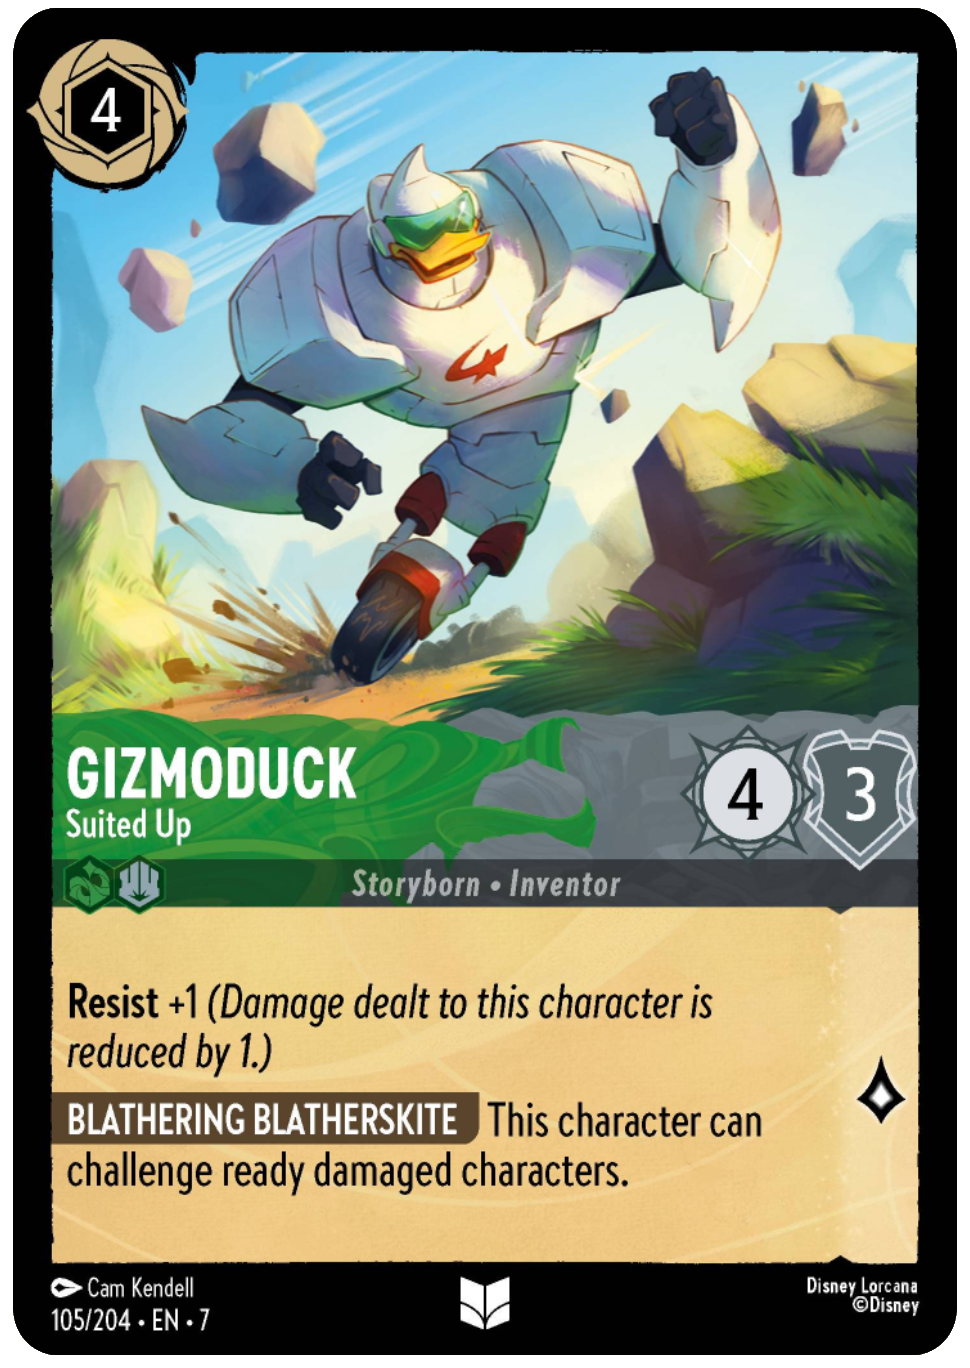 4
GIZMODUCK
Suited Up
4
3
Storyborn • Inventor
Resist +1 (Damage dealt to this character is
reduced by 1.)
BLATHERING BLATHERSKITE This character can
challenge ready damaged characters.
Cam Kendell
105/204 • EN • 7
Disney Lorcana
©Disney